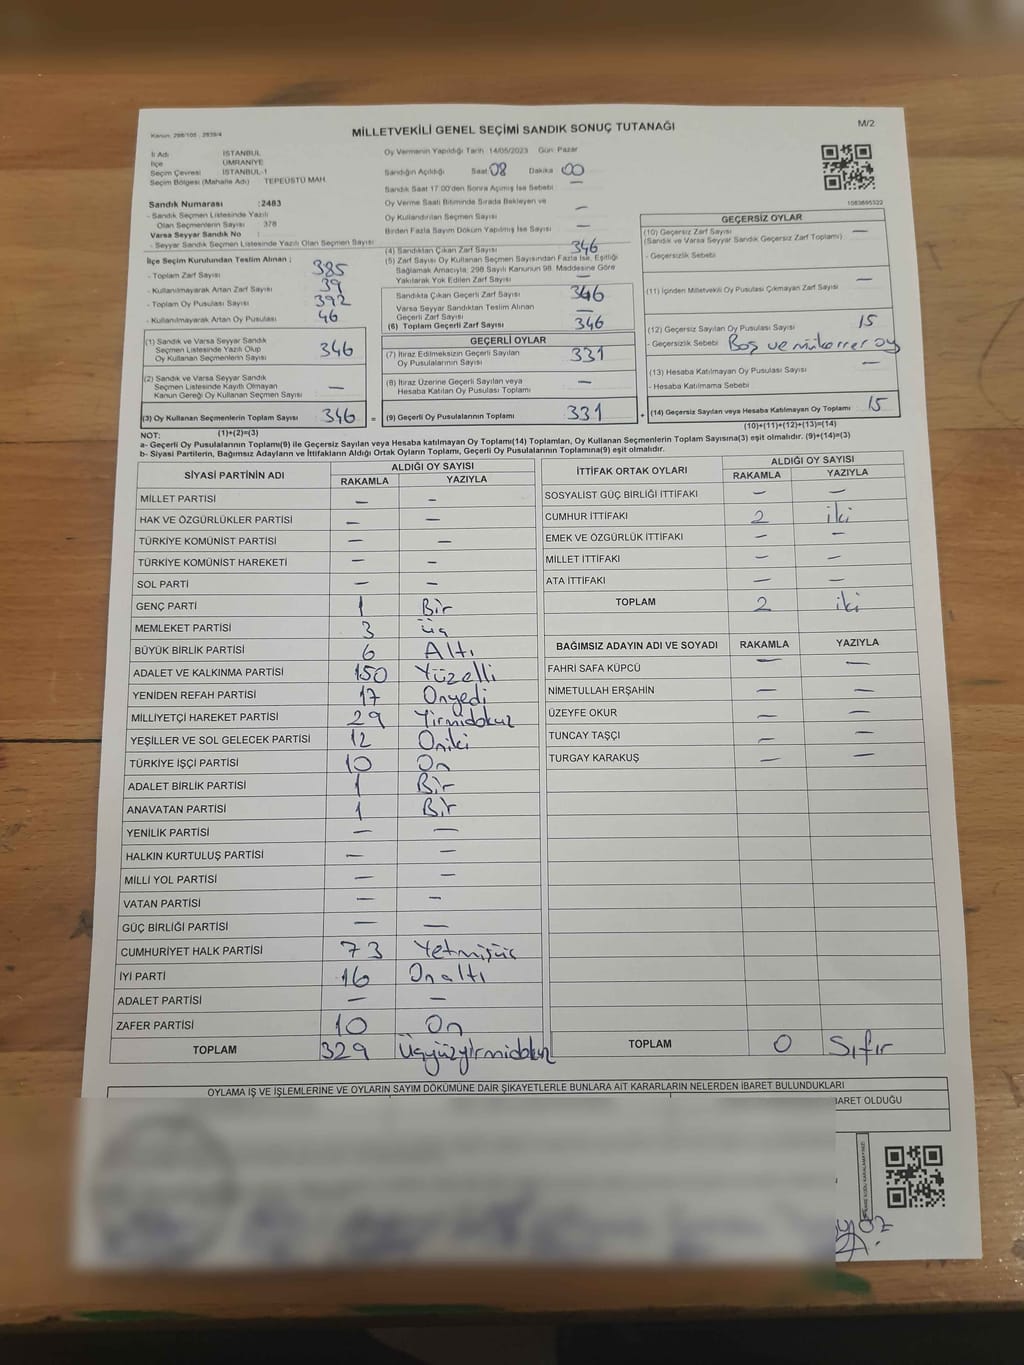 Kanun: 298/105 , 2839/4
MİLLETVEKİLİ GENEL SEÇİMİ SANDIK SONUÇ TUTANAĞI
M/2
İl Adı İSTANBUL
İlçe ÜMRANİYE
Seçim Çevresi İSTANBUL-1
Seçim Bölgesi (Mahalle Adı) TEPEÜSTÜ MAH.
Sandık Numarası :2483
- Sandık Seçmen Listesinde Yazılı
Olan Seçmenlerin Sayısı 378
Varsa Seyyar Sandık No :
- Seyyar Sandık Seçmen Listesinde Yazılı Olan Seçmen Sayısı
İlçe Seçim Kurulundan Teslim Alınan ;
- Toplam Zarf Sayısı 385
- Kullanılmayarak Artan Zarf Sayısı 39
- Toplam Oy Pusulası Sayısı 392
- Kullanılmayarak Artan Oy Pusulası 46
(1) Sandık ve Varsa Seyyar Sandık
Seçmen Listesinde Yazılı Olup
Oy Kullanan Seçmenlerin Sayısı 346
(2) Sandık ve Varsa Seyyar Sandık
Seçmen Listesinde Kayıtlı Olmayan
Kanun Gereği Oy Kullanan Seçmen Sayısı —
(3) Oy Kullanan Seçmenlerin Toplam Sayısı 346 =
Oy Vermenin Yapıldığı Tarih :14/05/2023 Gün: Pazar
Sandığın Açıldığı Saat 08 Dakika 00
Sandık Saat 17:00'den Sonra Açılmış İse Sebebi —
Oy Verme Saati Bitiminde Sırada Bekleyen ve
Oy Kullandırılan Seçmen Sayısı —
Birden Fazla Sayım Döküm Yapılmış İse Sayısı —
(4) Sandıktan Çıkan Zarf Sayısı 346
(5) Zarf Sayısı Oy Kullanan Seçmen Sayısından Fazla İse, Eşitliği
Sağlamak Amacıyla; 298 Sayılı Kanunun 98. Maddesine Göre
Yakılarak Yok Edilen Zarf Sayısı —
Sandıkta Çıkan Geçerli Zarf Sayısı 346
Varsa Seyyar Sandıktan Teslim Alınan
Geçerli Zarf Sayısı —
(6) Toplam Geçerli Zarf Sayısı 346
GEÇERLİ OYLAR
(7) İtiraz Edilmeksizin Geçerli Sayılan
Oy Pusulalarının Sayısı 331
(8) İtiraz Üzerine Geçerli Sayılan veya
Hesaba Katılan Oy Pusulası Toplamı —
(9) Geçerli Oy Pusulalarının Toplamı 331 +
1083695322
GEÇERSİZ OYLAR
(10) Geçersiz Zarf Sayısı —
(Sandık ve Varsa Seyyar Sandık Geçersiz Zarf Toplamı)
- Geçersizlik Sebebi
(11) İçinden Milletvekili Oy Pusulası Çıkmayan Zarf Sayısı —
(12) Geçersiz Sayılan Oy Pusulası Sayısı 15
- Geçersizlik Sebebi Boş ve mükerrer oy
(13) Hesaba Katılmayan Oy Pusulası Sayısı —
- Hesaba Katılmama Sebebi
(14) Geçersiz Sayılan veya Hesaba Katılmayan Oy Toplamı 15
(10)+(11)+(12)+(13)=(14)
NOT: (1)+(2)=(3)
a- Geçerli Oy Pusulalarının Toplamı(9) ile Geçersiz Sayılan veya Hesaba katılmayan Oy Toplamı(14) Toplamları, Oy Kullanan Seçmenlerin Toplam Sayısına(3) eşit olmalıdır. (9)+(14)=(3)
b- Siyasi Partilerin, Bağımsız Adayların ve İttifakların Aldığı Ortak Oyların Toplamı, Geçerli Oy Pusulalarının Toplamına(9) eşit olmalıdır.
SİYASİ PARTİNİN ADI ALDIĞI OY SAYISI
RAKAMLA YAZIYLA
MİLLET PARTİSİ — —
HAK VE ÖZGÜRLÜKLER PARTİSİ — —
TÜRKİYE KOMÜNİST PARTİSİ — —
TÜRKİYE KOMÜNİST HAREKETİ — —
SOL PARTİ — —
GENÇ PARTİ 1 Bir
MEMLEKET PARTİSİ 3 üç
BÜYÜK BİRLİK PARTİSİ 6 Altı
ADALET VE KALKINMA PARTİSİ 150 Yüzelli
YENİDEN REFAH PARTİSİ 17 Onyedi
MİLLİYETÇİ HAREKET PARTİSİ 29 Yirmidokuz
YEŞİLLER VE SOL GELECEK PARTİSİ 12 Oniki
TÜRKİYE İŞÇİ PARTİSİ 10 On
ADALET BİRLİK PARTİSİ 1 Bir
ANAVATAN PARTİSİ 1 Bir
YENİLİK PARTİSİ — —
HALKIN KURTULUŞ PARTİSİ — —
MİLLİ YOL PARTİSİ — —
VATAN PARTİSİ — —
GÜÇ BİRLİĞİ PARTİSİ — —
CUMHURİYET HALK PARTİSİ 73 Yetmişüç
İYİ PARTİ 16 Onaltı
ADALET PARTİSİ — —
ZAFER PARTİSİ 10 On
TOPLAM 329 Üçyüzyirmidokuz
İTTİFAK ORTAK OYLARI ALDIĞI OY SAYISI
RAKAMLA YAZIYLA
SOSYALİST GÜÇ BİRLİĞİ İTTİFAKI — —
CUMHUR İTTİFAKI 2 iki
EMEK VE ÖZGÜRLÜK İTTİFAKI — —
MİLLET İTTİFAKI — —
ATA İTTİFAKI — —
TOPLAM 2 iki
BAĞIMSIZ ADAYIN ADI VE SOYADI RAKAMLA YAZIYLA
FAHRİ SAFA KÜPCÜ — —
NİMETULLAH ERŞAHİN — —
ÜZEYFE OKUR — —
TUNCAY TAŞÇI — —
TURGAY KARAKUŞ — —
TOPLAM 0 Sıfır
OYLAMA İŞ VE İŞLEMLERİNE VE OYLARIN SAYIM DÖKÜMÜNE DAİR ŞİKAYETLERLE BUNLARA AİT KARARLARIN NELERDEN İBARET BULUNDUKLARI
BARET OLDUĞU